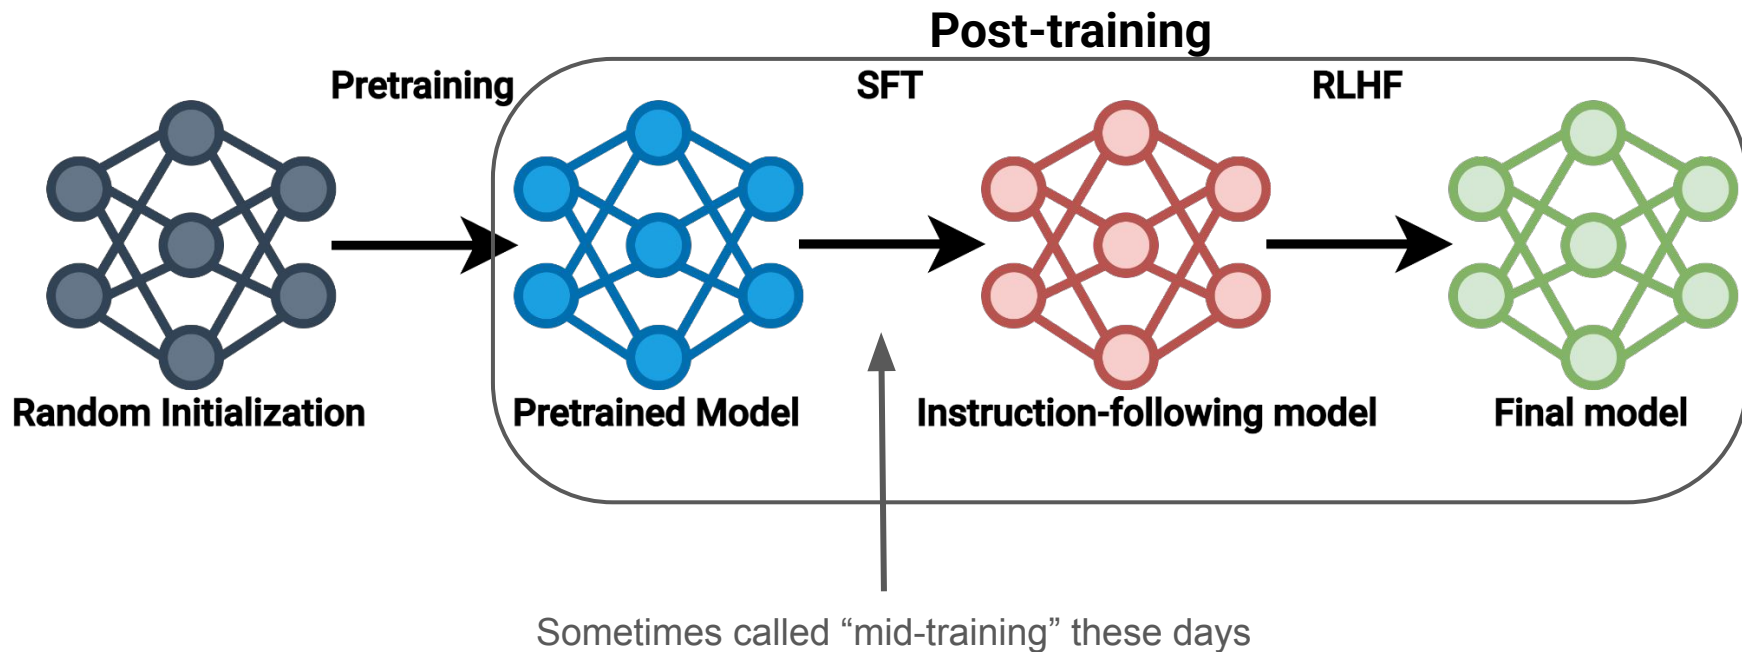 Post-training
Pretraining
SFT
RLHF
Random Initialization
Pretrained Model
Instruction-following model
Final model
Sometimes called “mid-training” these days